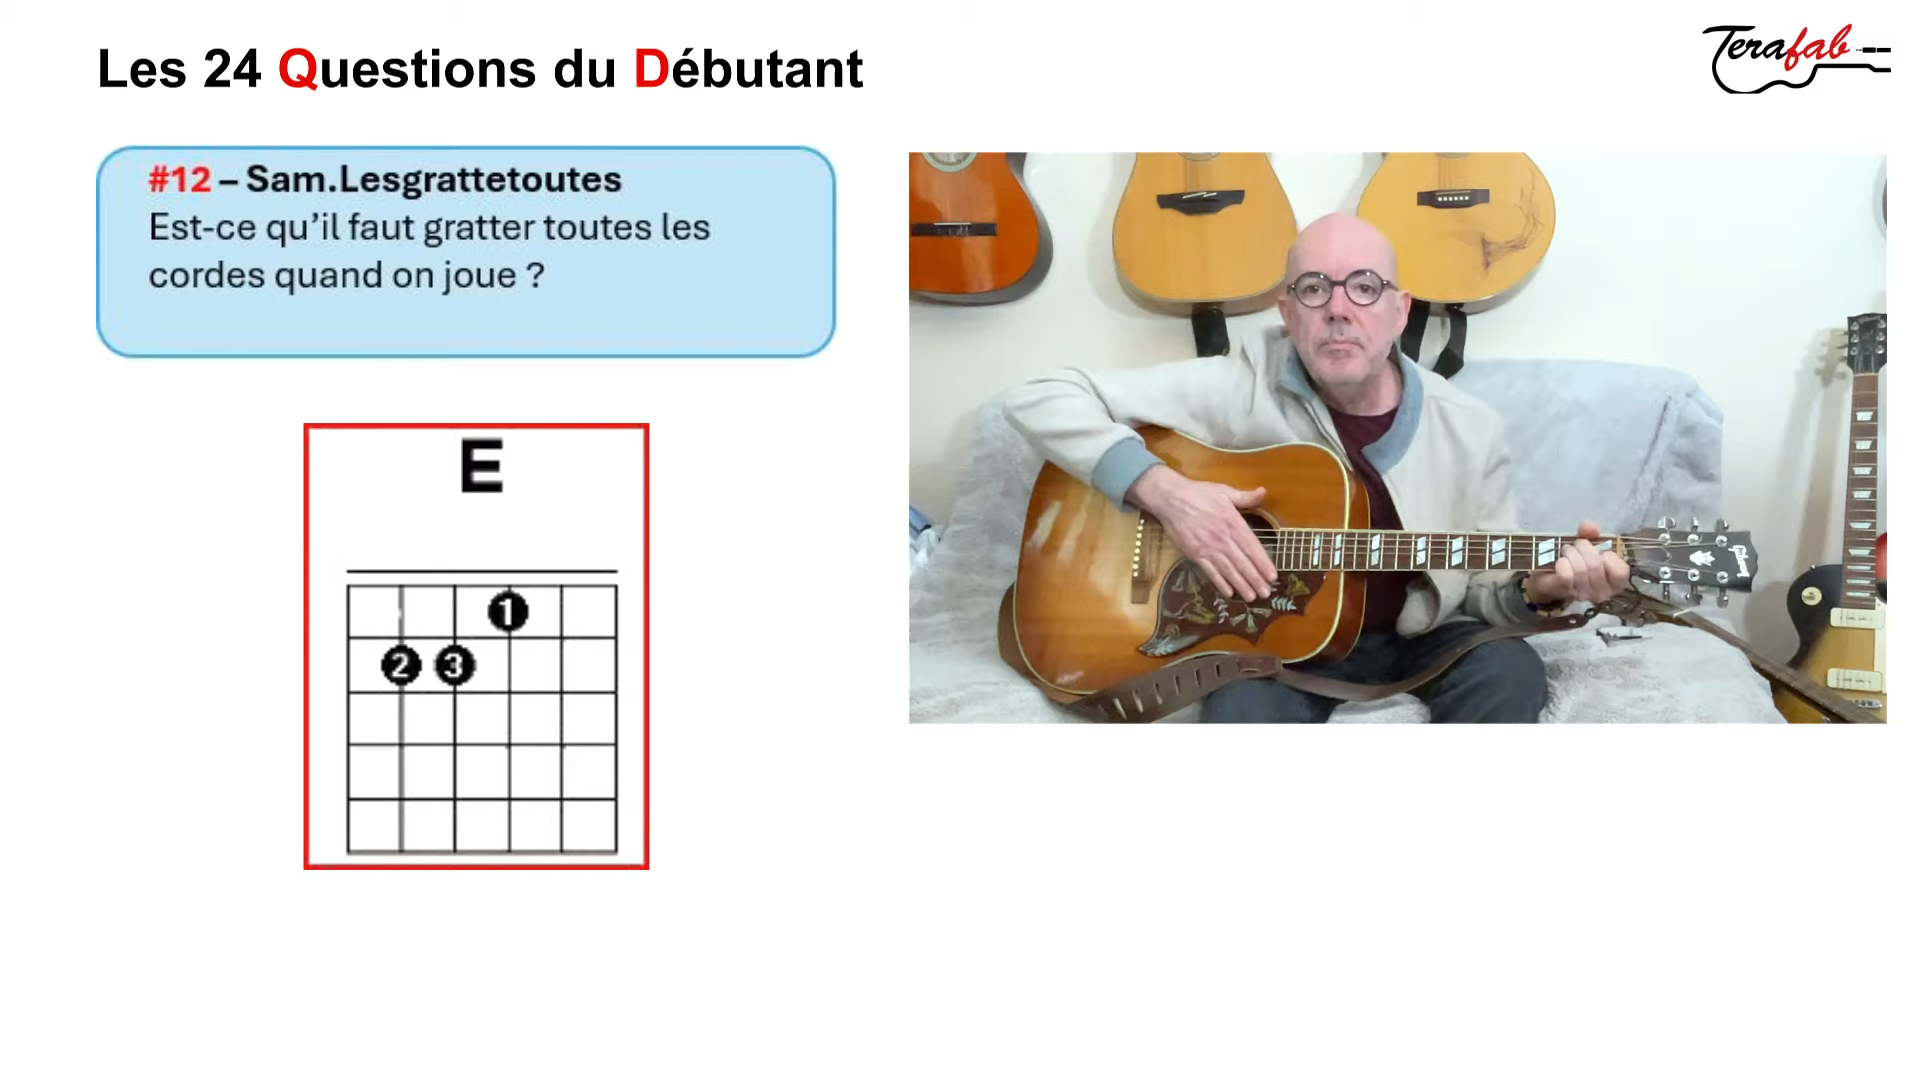 Les 24 Questions du Débutant
Terafab
#12 – Sam.Lesgrattetoutes
Est-ce qu’il faut gratter toutes les
cordes quand on joue ?
E
1
2 3
Gibson